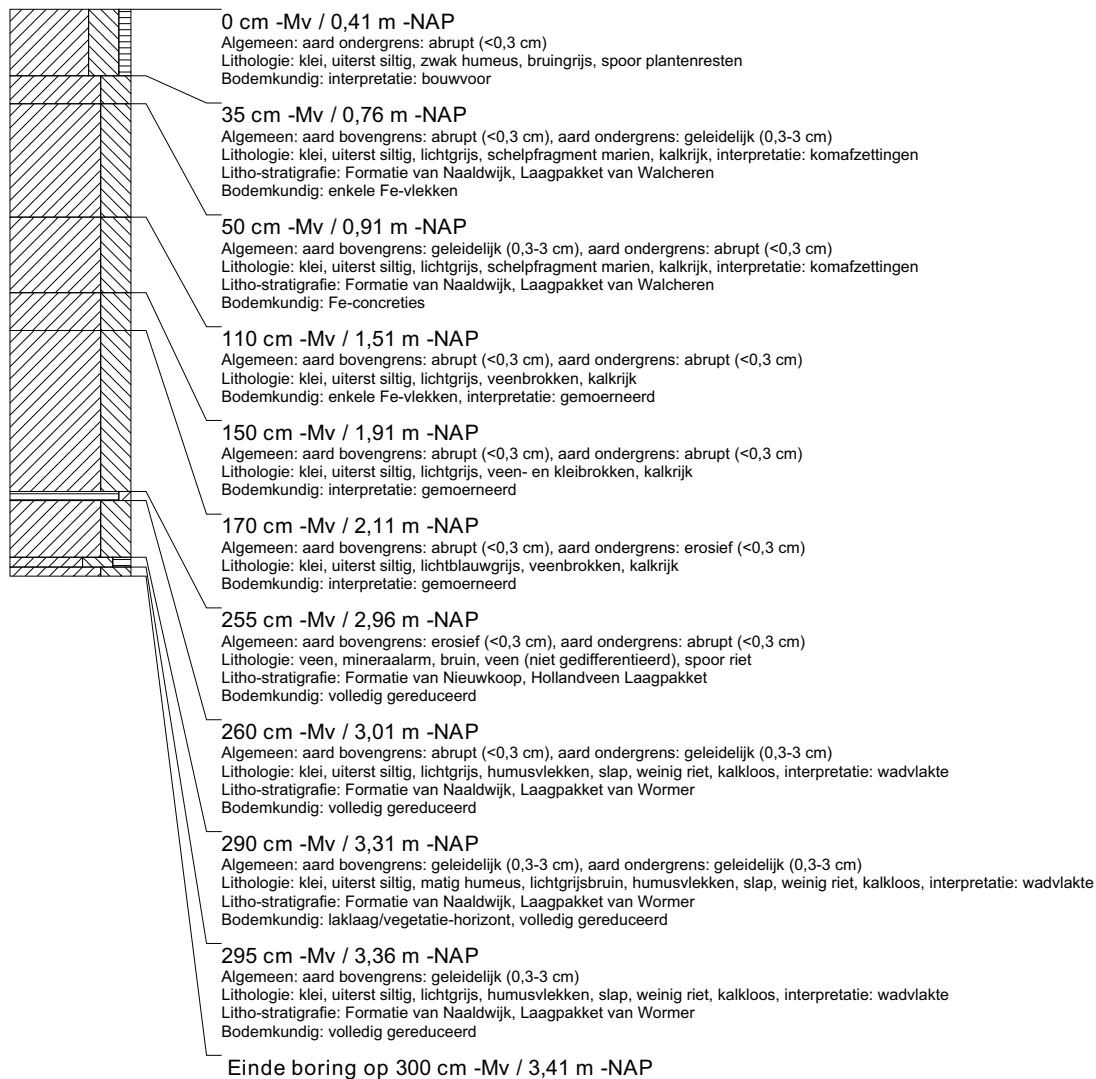 0 cm -Mv / 0,41 m -NAP
Algemeen: aard ondergrens: abrupt (<0,3 cm)
Lithologie: klei, uiterst siltig, zwak humeus, bruingrijs, spoor plantenresten
Bodemkundig: interpretatie: bouwvoor
35 cm -Mv / 0,76 m -NAP
Algemeen: aard bovengrens: abrupt (<0,3 cm), aard ondergrens: geleidelijk (0,3-3 cm)
Lithologie: klei, uiterst siltig, lichtgrijs, schelpfragment marien, kalkrijk, interpretatie: komafzettingen
Litho-stratigrafie: Formatie van Naaldwijk, Laagpakket van Walcheren
Bodemkundig: enkele Fe-vlekken
50 cm -Mv / 0,91 m -NAP
Algemeen: aard bovengrens: geleidelijk (0,3-3 cm), aard ondergrens: abrupt (<0,3 cm)
Lithologie: klei, uiterst siltig, lichtgrijs, schelpfragment marien, kalkrijk, interpretatie: komafzettingen
Litho-stratigrafie: Formatie van Naaldwijk, Laagpakket van Walcheren
Bodemkundig: Fe-concreties
110 cm -Mv / 1,51 m -NAP
Algemeen: aard bovengrens: abrupt (<0,3 cm), aard ondergrens: abrupt (<0,3 cm)
Lithologie: klei, uiterst siltig, lichtgrijs, veenbrokken, kalkrijk
Bodemkundig: enkele Fe-vlekken, interpretatie: gemoerneerd
150 cm -Mv / 1,91 m -NAP
Algemeen: aard bovengrens: abrupt (<0,3 cm), aard ondergrens: abrupt (<0,3 cm)
Lithologie: klei, uiterst siltig, lichtgrijs, veen- en kleibrokken, kalkrijk
Bodemkundig: interpretatie: gemoerneerd
170 cm -Mv / 2,11 m -NAP
Algemeen: aard bovengrens: abrupt (<0,3 cm), aard ondergrens: erosief (<0,3 cm)
Lithologie: klei, uiterst siltig, lichtblauwgrijs, veenbrokken, kalkrijk
Bodemkundig: interpretatie: gemoerneerd
255 cm -Mv / 2,96 m -NAP
Algemeen: aard bovengrens: erosief (<0,3 cm), aard ondergrens: abrupt (<0,3 cm)
Lithologie: veen, mineraalarm, bruin, veen (niet gedifferentieerd), spoor riet
Litho-stratigrafie: Formatie van Nieuwkoop, Hollandveen Laagpakket
Bodemkundig: volledig gereduceerd
260 cm -Mv / 3,01 m -NAP
Algemeen: aard bovengrens: abrupt (<0,3 cm), aard ondergrens: geleidelijk (0,3-3 cm)
Lithologie: klei, uiterst siltig, lichtgrijs, humusvlekken, slap, weinig riet, kalkloos, interpretatie: wadvlakte
Litho-stratigrafie: Formatie van Naaldwijk, Laagpakket van Wormer
Bodemkundig: volledig gereduceerd
290 cm -Mv / 3,31 m -NAP
Algemeen: aard bovengrens: geleidelijk (0,3-3 cm), aard ondergrens: geleidelijk (0,3-3 cm)
Lithologie: klei, uiterst siltig, matig humeus, lichtgrijsbruin, humusvlekken, slap, weinig riet, kalkloos, interpretatie: wadvlakte
Litho-stratigrafie: Formatie van Naaldwijk, Laagpakket van Wormer
Bodemkundig: laklaag/vegetatie-horizont, volledig gereduceerd
295 cm -Mv / 3,36 m -NAP
Algemeen: aard bovengrens: geleidelijk (0,3-3 cm)
Lithologie: klei, uiterst siltig, lichtgrijs, humusvlekken, slap, weinig riet, kalkloos, interpretatie: wadvlakte
Litho-stratigrafie: Formatie van Naaldwijk, Laagpakket van Wormer
Bodemkundig: volledig gereduceerd
Einde boring op 300 cm -Mv / 3,41 m -NAP